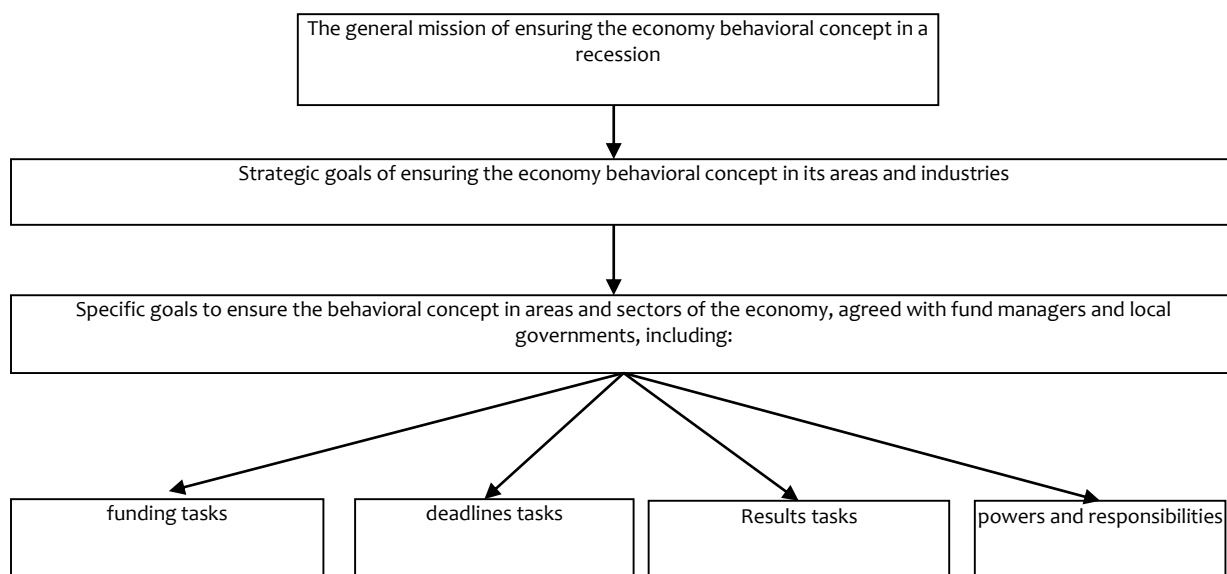 The general mission of ensuring the economy behavioral concept in a
recession
Strategic goals of ensuring the economy behavioral concept in its areas and industries
Specific goals to ensure the behavioral concept in areas and sectors of the economy, agreed with fund managers and local
governments, including:
funding tasks
deadlines tasks
Results tasks
powers and responsibilities